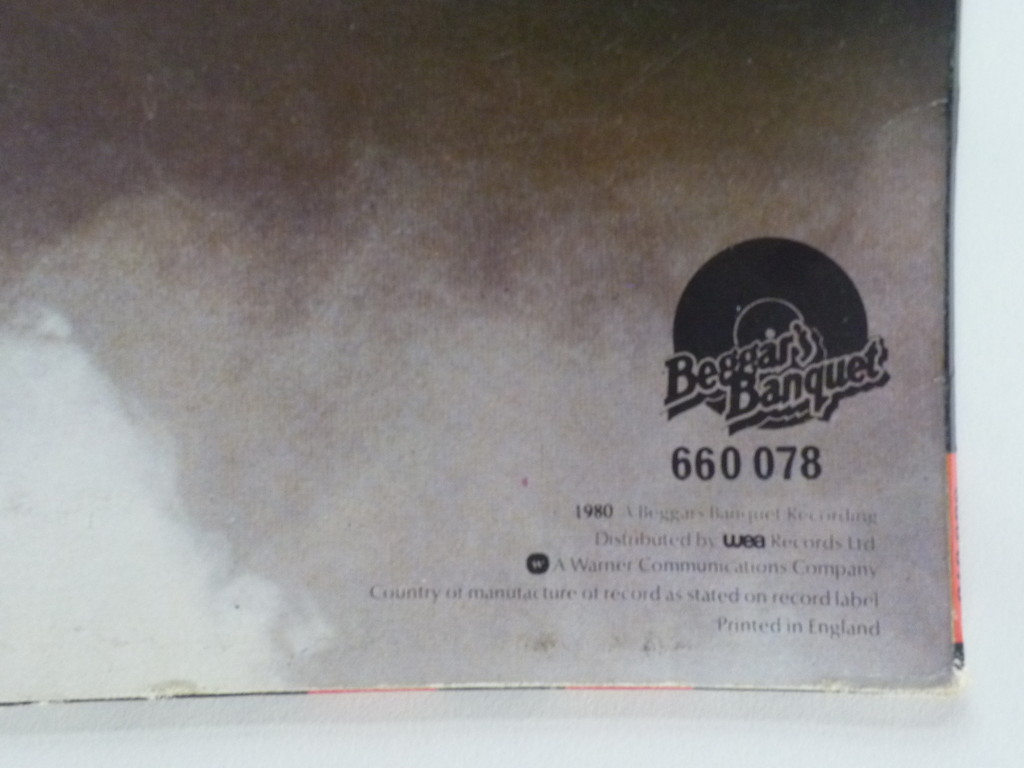 Beggar's
Banquet
660 078
1980 A Beggars Banquet Recording
Distributed by wea Records Ltd
w A Warner Communications Company
Country of manufacture of record as stated on record label
Printed in England